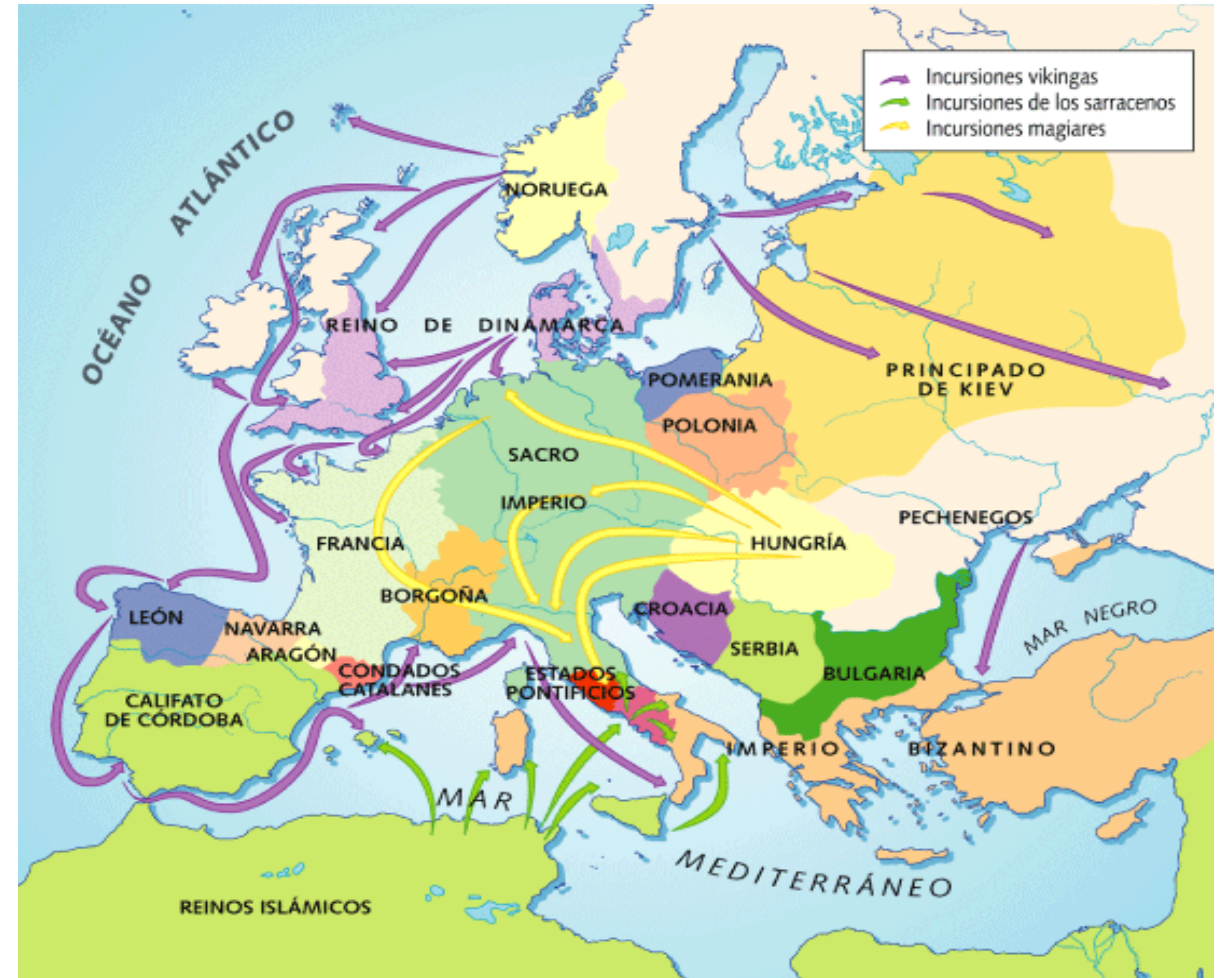 Incursiones vikingas
Incursiones de los sarracenos
Incursiones magiares
OCÉANO ATLÁNTICO
NORUEGA
REINO DE DINAMARCA
POMERANIA
PRINCIPADO
DE KIEV
POLONIA
SACRO
IMPERIO
PECHENEGOS
FRANCIA
HUNGRÍA
BORGOÑA
CROACIA
MAR NEGRO
LEÓN
NAVARRA
SERBIA
ARAGÓN
BULGARIA
CONDADOS
CATALANES
ESTADOS
PONTIFICIOS
CALIFATO
DE CÓRDOBA
IMPERIO BIZANTINO
MAR
MEDITERRÁNEO
REINOS ISLÁMICOS